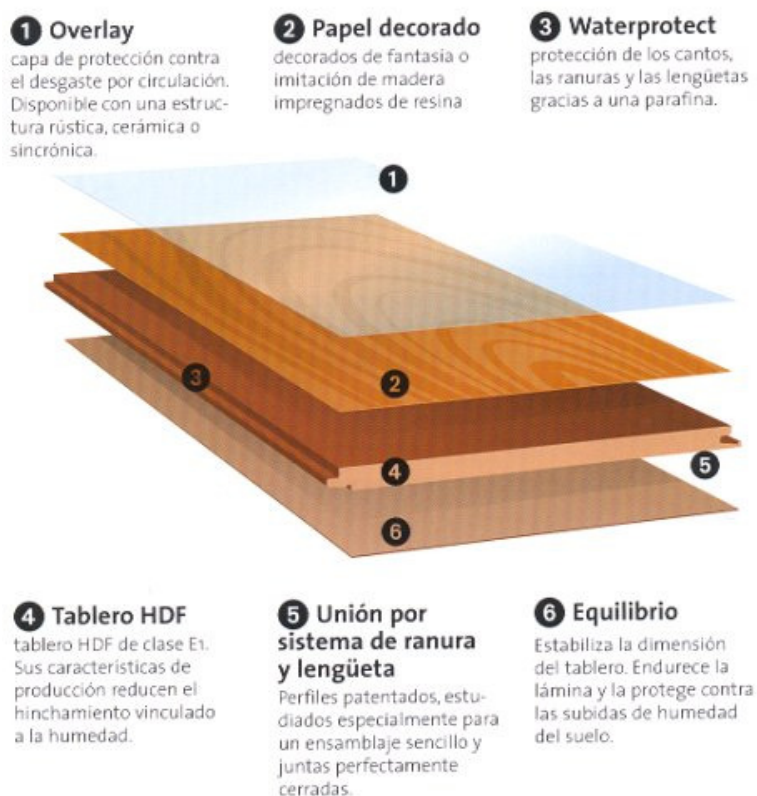 1 Overlay
capa de protección contra
el desgaste por circulación.
Disponible con una estruc-
tura rústica, cerámica o
sincrónica.
2 Papel decorado
decorados de fantasia o
imitación de madera
impregnados de resina
3 Waterprotect
protección de los cantos,
las ranuras y las lengüetas
gracias a una parafina.
1
2
3
4
5
6
4 Tablero HDF
tablero HDF de clase E1.
Sus características de
producción reducen el
hinchamiento vinculado
a la humedad.
5 Unión por
sistema de ranura
y lengüeta
Perfiles patentados, estu-
diados especialmente para
un ensamblaje sencillo y
juntas perfectamente
cerradas.
6 Equilibrio
Estabiliza la dimensión
del tablero. Endurece la
lámina y la protege contra
las subidas de humedad
del suelo.